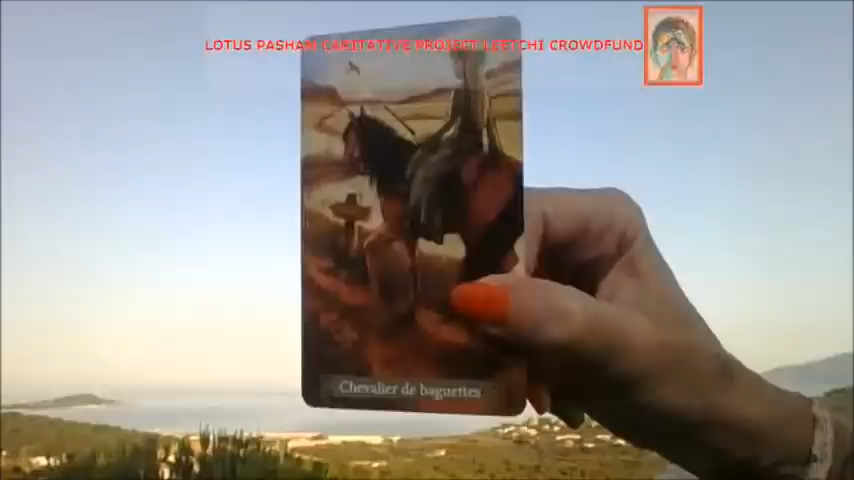 LOTUS PASHAN CARITATIVE PROJECT LEETCHI CROWDFUND
Chevalier de baguettes